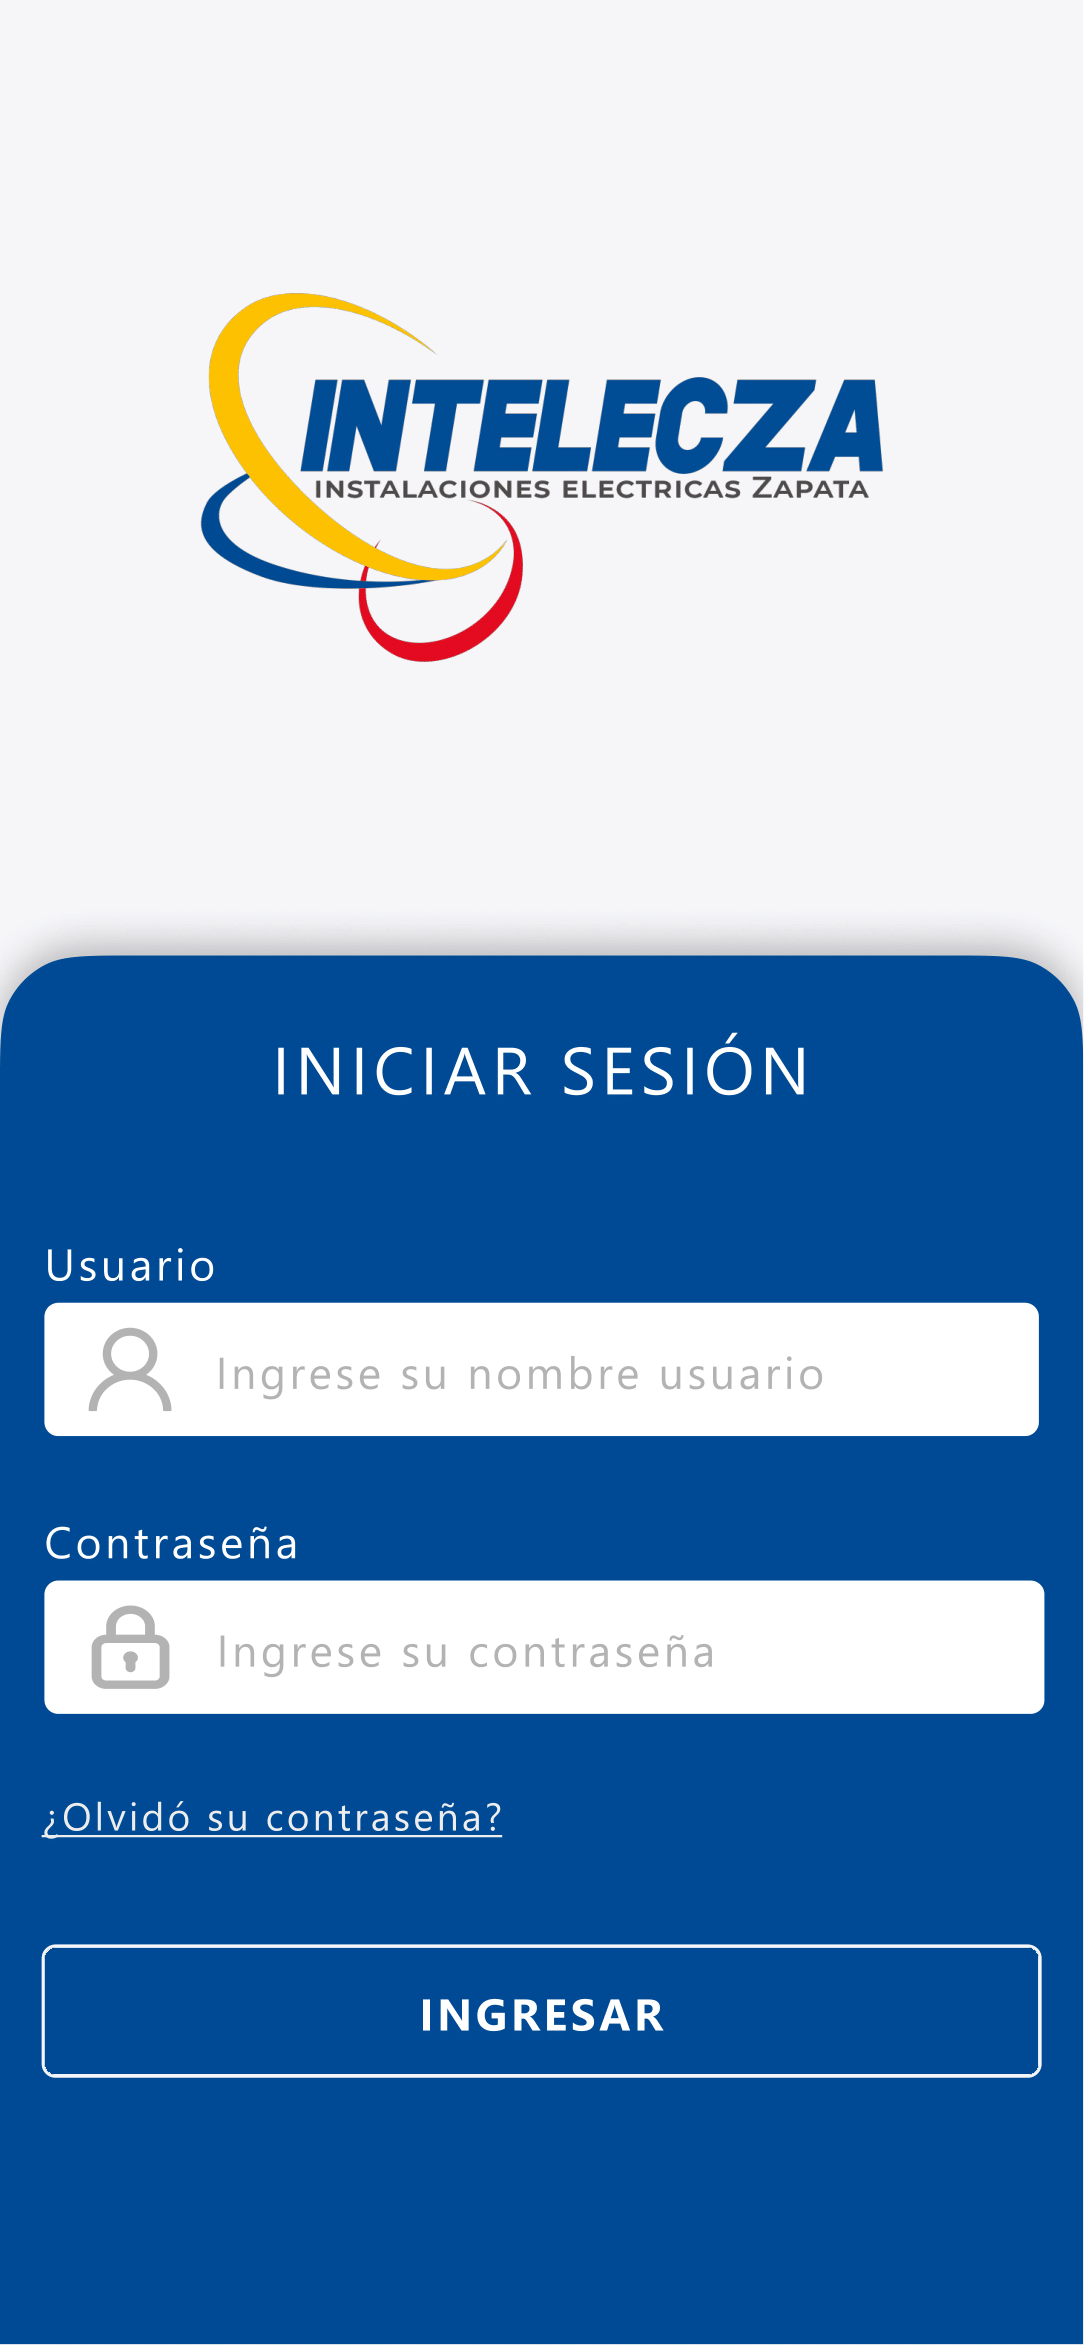 INTELECZA
INSTALACIONES ELECTRICAS ZAPATA
INICIAR SESIÓN
Usuario
Ingrese su nombre usuario
Contraseña
Ingrese su contraseña
¿Olvidó su contraseña?
INGRESAR